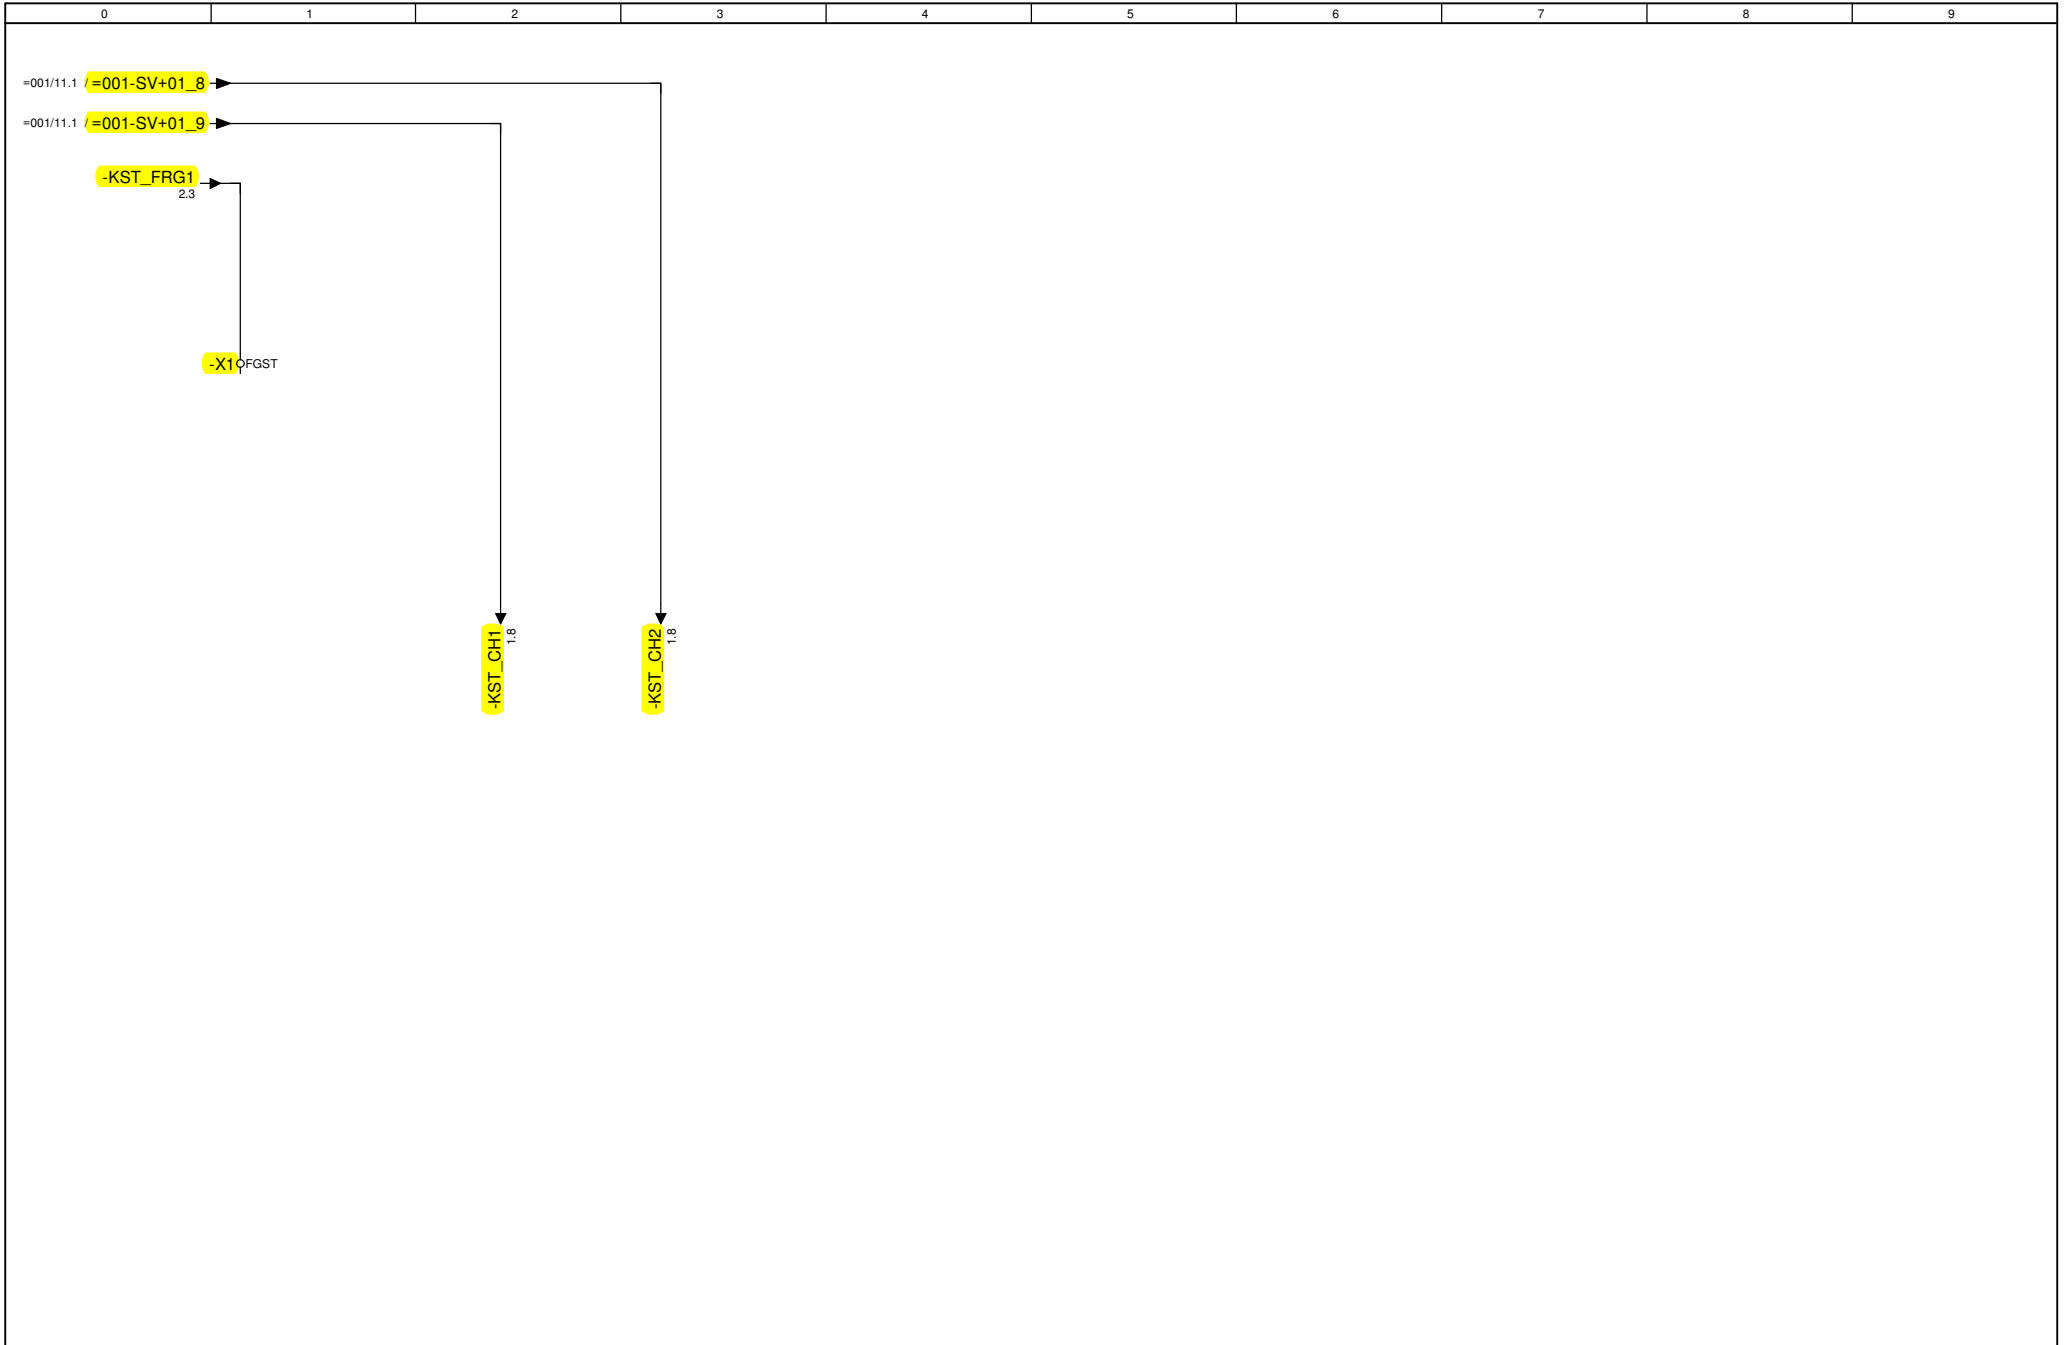 0 1 2 3 4 5 6 7 8 9
=001/11.1 / =001-SV+01_8
=001/11.1 / =001-SV+01_9
-KST_FRG1
2.3
-X1 FGST
-KST_CH1
1.8
-KST_CH2
1.8